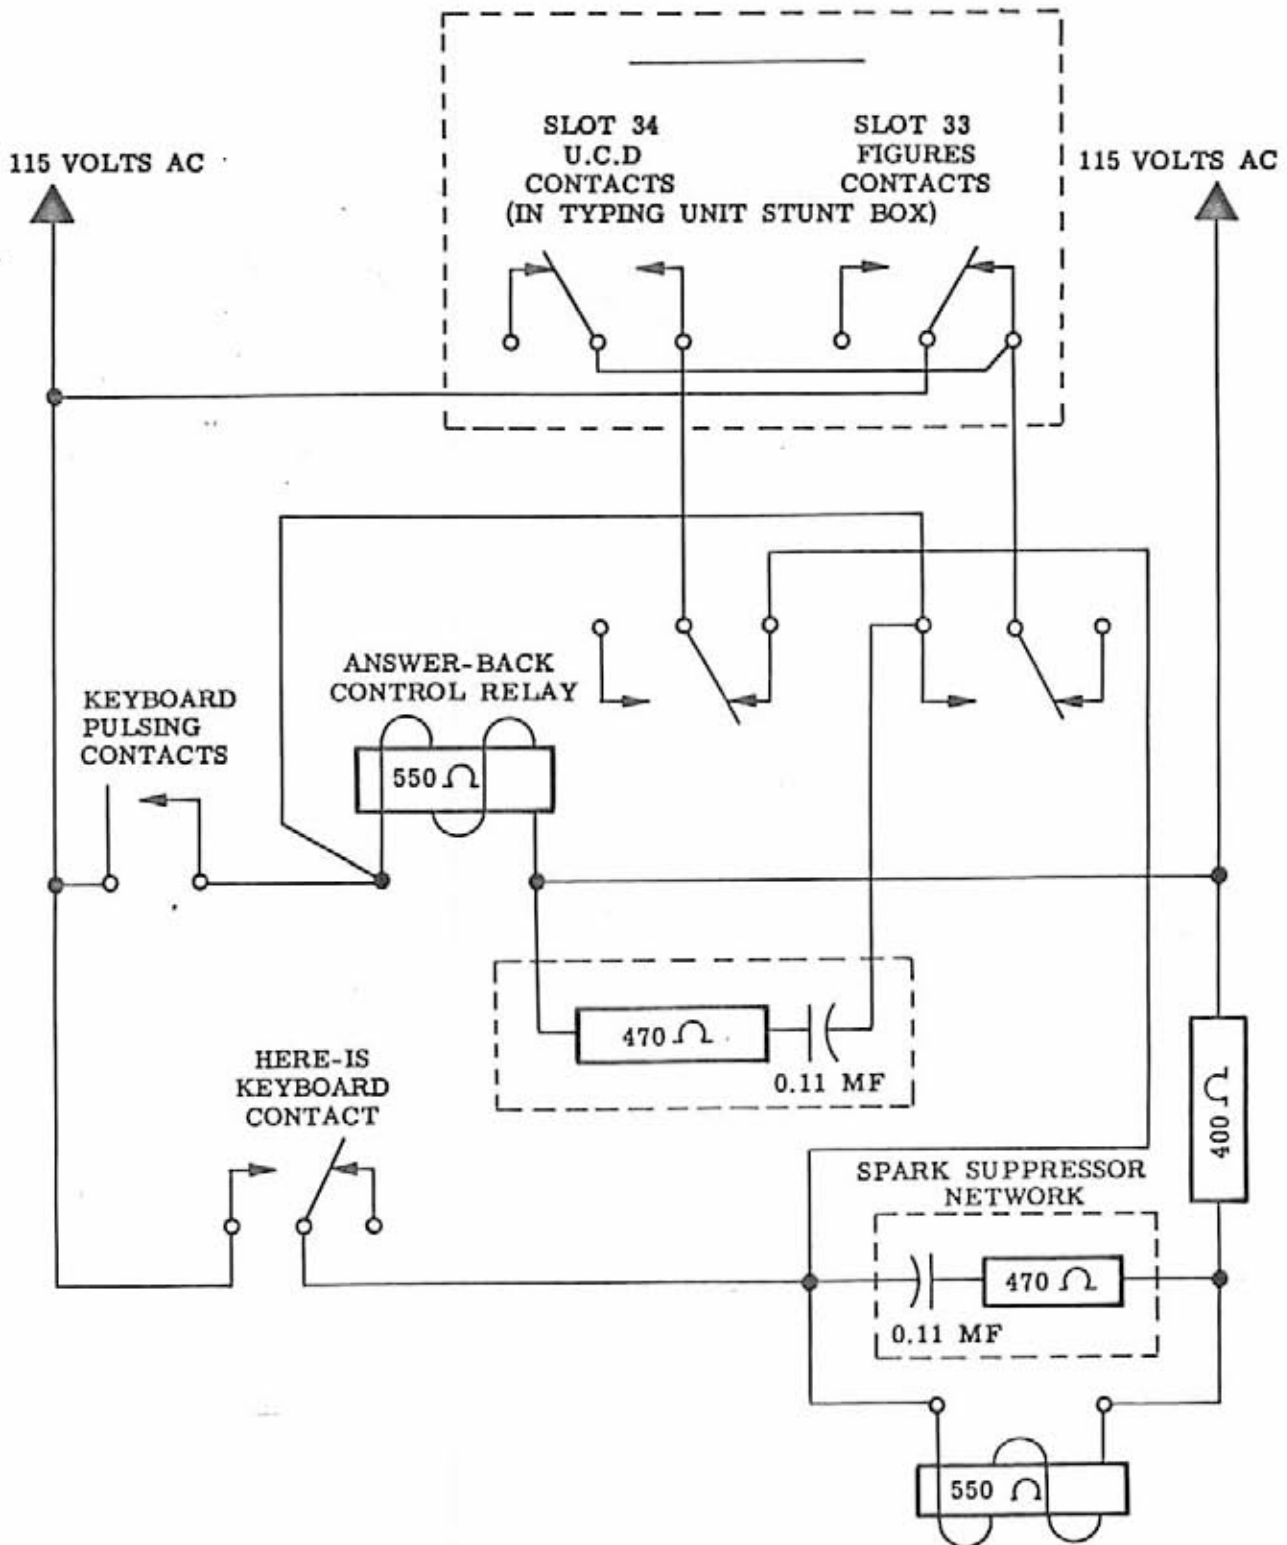 SLOT 34
U.C.D
CONTACTS
SLOT 33
FIGURES
CONTACTS
(IN TYPING UNIT STUNT BOX)
115 VOLTS AC
115 VOLTS AC
ANSWER-BACK
CONTROL RELAY
KEYBOARD
PULSING
CONTACTS
550 Ω
470 Ω
0.11 MF
HERE-IS
KEYBOARD
CONTACT
400 Ω
SPARK SUPPRESSOR
NETWORK
470 Ω
0.11 MF
550 Ω